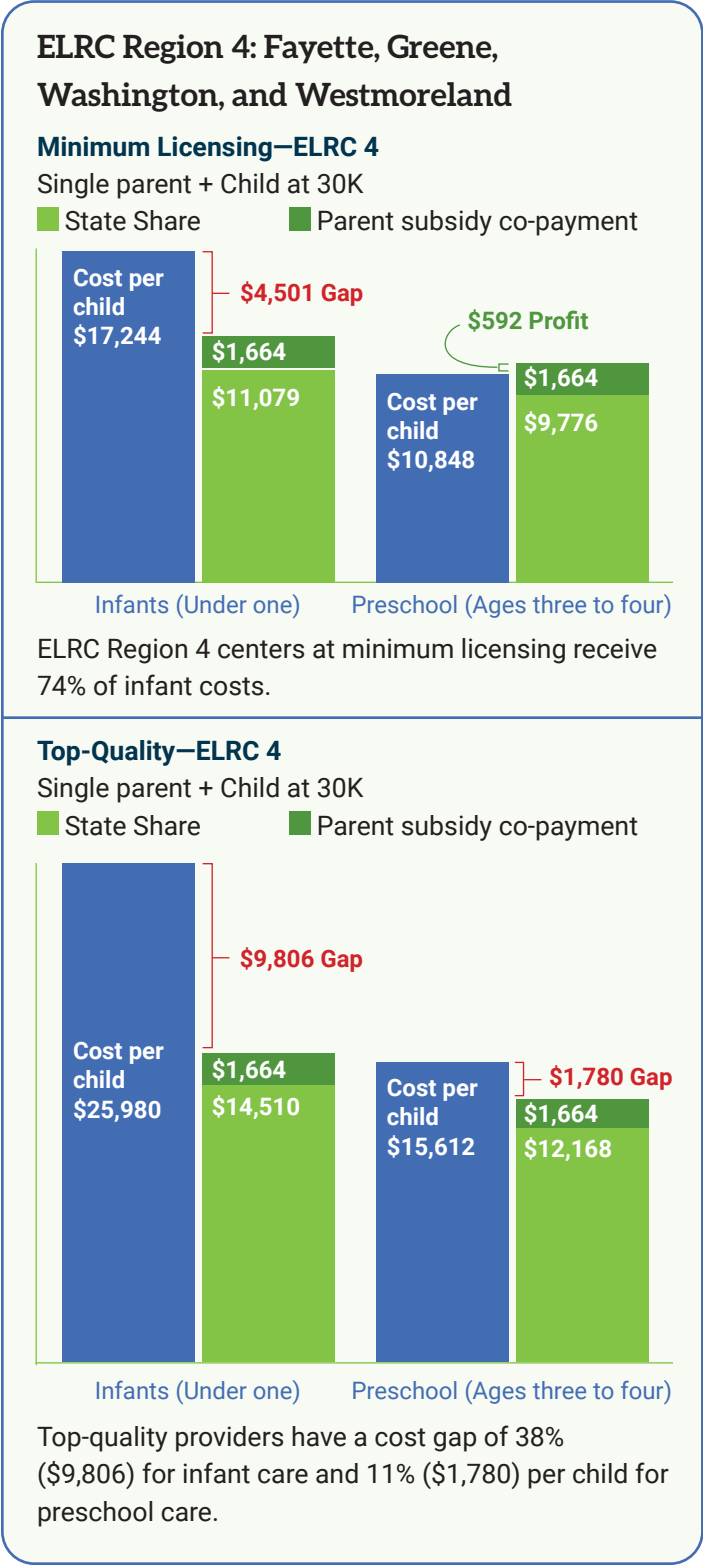 ELRC Region 4: Fayette, Greene,
Washington, and Westmoreland
Minimum Licensing—ELRC 4
Single parent + Child at 30K
State Share
Parent subsidy co-payment
Cost per
child
$17,244
$4,501 Gap
$1,664
$11,079
$592 Profit
Cost per
child
$10,848
$1,664
$9,776
Infants (Under one)
Preschool (Ages three to four)
ELRC Region 4 centers at minimum licensing receive
74% of infant costs.
Top-Quality—ELRC 4
Single parent + Child at 30K
State Share
Parent subsidy co-payment
Cost per
child
$25,980
$9,806 Gap
$1,664
$14,510
Cost per
child
$15,612
$1,780 Gap
$1,664
$12,168
Infants (Under one)
Preschool (Ages three to four)
Top-quality providers have a cost gap of 38%
($9,806) for infant care and 11% ($1,780) per child for
preschool care.